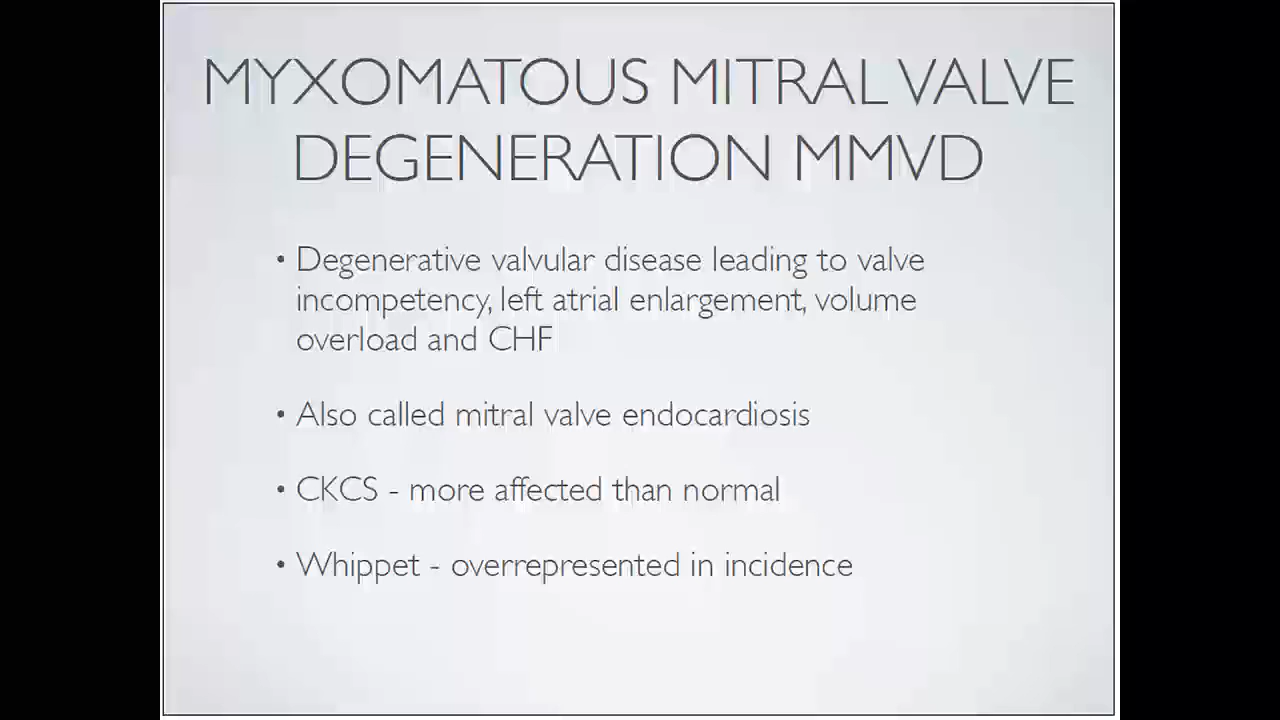 MYXOMATOUS MITRAL VALVE
DEGENERATION MMVD
• Degenerative valvular disease leading to valve
incompetency, left atrial enlargement, volume
overload and CHF
• Also called mitral valve endocardiosis
• CKCS - more affected than normal
• Whippet - overrepresented in incidence